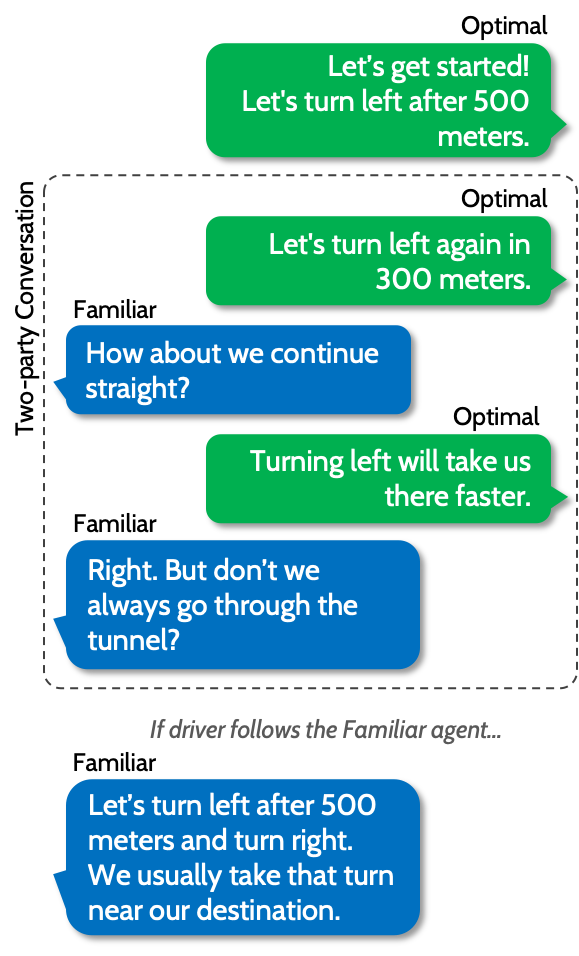 Optimal
Let’s get started!
Let's turn left after 500
meters.
Two-party Conversation
Optimal
Let's turn left again in
300 meters.
Familiar
How about we continue
straight?
Optimal
Turning left will take us
there faster.
Familiar
Right. But don’t we
always go through the
tunnel?
If driver follows the Familiar agent...
Familiar
Let’s turn left after 500
meters and turn right.
We usually take that turn
near our destination.